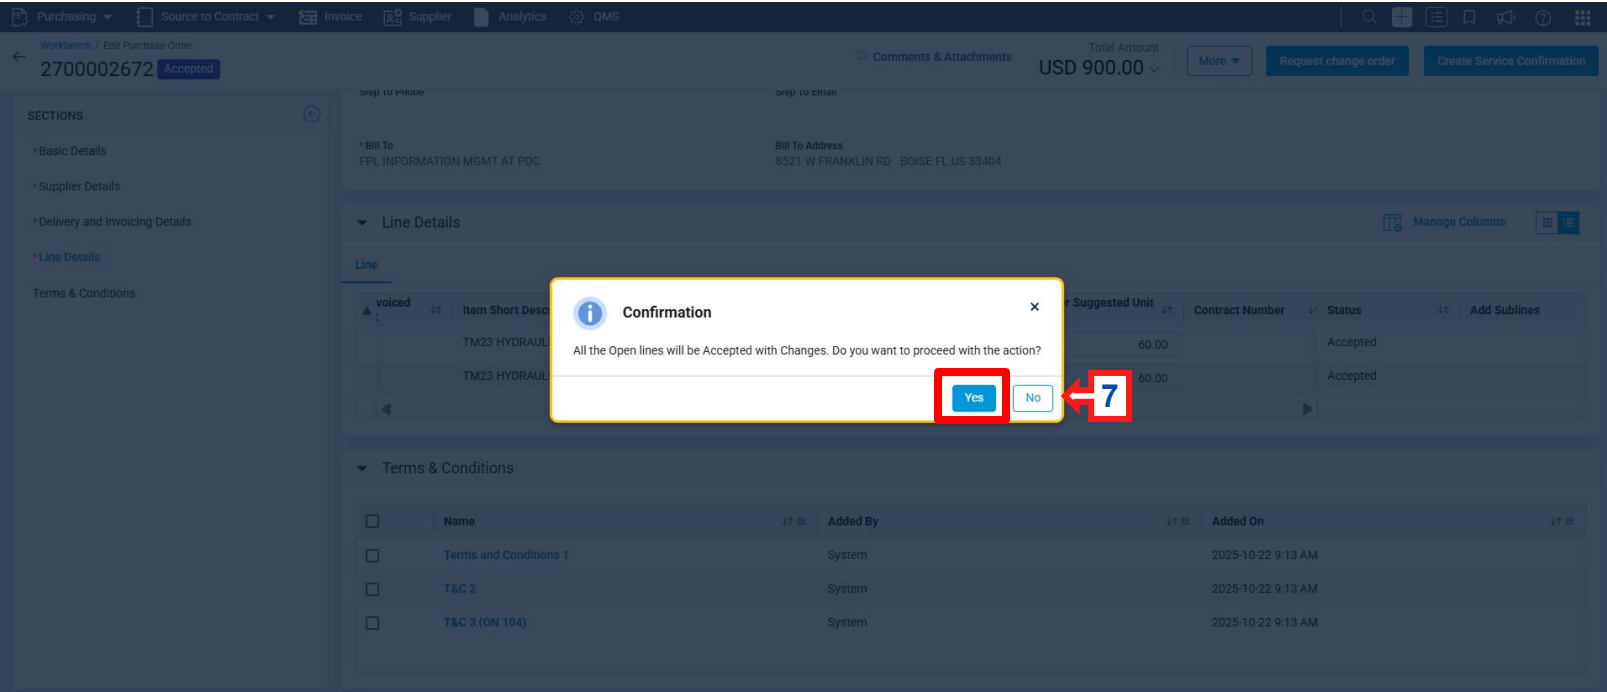 Purchasing Source to Contract Invoice Supplier Analytics QMS
Workbench / Edit Purchase Order
2700002672 Accepted
Comments & Attachments
Total Amount
USD 900.00
More
Request change order
Create Service Confirmation
SECTIONS
* Basic Details
* Supplier Details
* Delivery and Invoicing Details
* Line Details
Terms & Conditions
Ship To Phone Ship To Email
* Bill To Bill To Address
FPL INFORMATION MGMT AT PDC 8521 W FRANKLIN RD BOISE FL US 33404
Line Details Manage Columns
Line
voiced Item Short Desc r Suggested Unit Contract Number Status Add Sublines
TM23 HYDRAUL 60.00 Accepted
TM23 HYDRAUL 60.00 Accepted
Confirmation ×
All the Open lines will be Accepted with Changes. Do you want to proceed with the action?
Yes No 7
Terms & Conditions
Name Added By Added On
Terms and Conditions 1 System 2025-10-22 9:13 AM
T&C 2 System 2025-10-22 9:13 AM
T&C 3 (ON 104) System 2025-10-22 9:13 AM